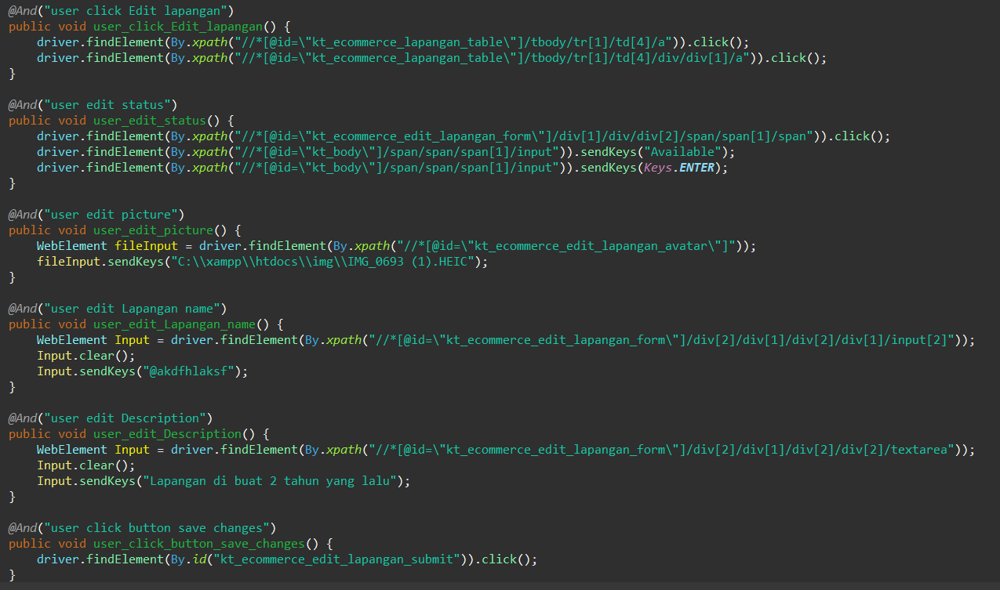 @And("user click Edit lapangan")
public void user_click_Edit_lapangan() {
    driver.findElement(By.xpath("//*[@id=\"kt_ecommerce_lapangan_table\"]/tbody/tr[1]/td[4]/a")).click();
    driver.findElement(By.xpath("//*[@id=\"kt_ecommerce_lapangan_table\"]/tbody/tr[1]/td[4]/div/div[1]/a")).click();
}

@And("user edit status")
public void user_edit_status() {
    driver.findElement(By.xpath("//*[@id=\"kt_ecommerce_edit_lapangan_form\"]/div[1]/div/div[2]/span/span[1]/span")).click();
    driver.findElement(By.xpath("//*[@id=\"kt_body\"]/span/span/span[1]/input")).sendKeys("Available");
    driver.findElement(By.xpath("//*[@id=\"kt_body\"]/span/span/span[1]/input")).sendKeys(Keys.ENTER);
}

@And("user edit picture")
public void user_edit_picture() {
    WebElement fileInput = driver.findElement(By.xpath("//*[@id=\"kt_ecommerce_edit_lapangan_avatar\"]"));
    fileInput.sendKeys("C:\\xampp\\htdocs\\img\\IMG_0693 (1).HEIC");
}

@And("user edit Lapangan name")
public void user_edit_Lapangan_name() {
    WebElement Input = driver.findElement(By.xpath("//*[@id=\"kt_ecommerce_edit_lapangan_form\"]/div[2]/div[1]/div[2]/div[1]/input[2]"));
    Input.clear();
    Input.sendKeys("@akdfhlaksf");
}

@And("user edit Description")
public void user_edit_Description() {
    WebElement Input = driver.findElement(By.xpath("//*[@id=\"kt_ecommerce_edit_lapangan_form\"]/div[2]/div[1]/div[2]/div[2]/textarea"));
    Input.clear();
    Input.sendKeys("Lapangan di buat 2 tahun yang lalu");
}

@And("user click button save changes")
public void user_click_button_save_changes() {
    driver.findElement(By.id("kt_ecommerce_edit_lapangan_submit")).click();
}